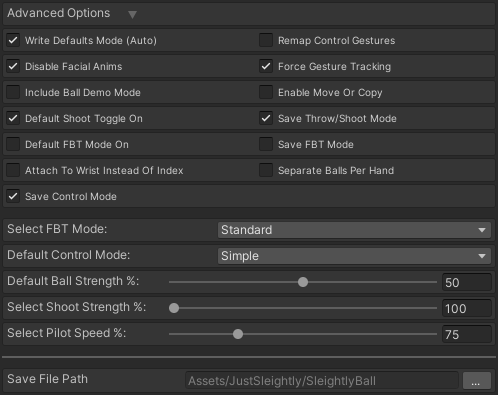 Advanced Options
Write Defaults Mode (Auto) Remap Control Gestures
Disable Facial Anims Force Gesture Tracking
Include Ball Demo Mode Enable Move Or Copy
Default Shoot Toggle On Save Throw/Shoot Mode
Default FBT Mode On Save FBT Mode
Attach To Wrist Instead Of Index Separate Balls Per Hand
Save Control Mode
Select FBT Mode: Standard
Default Control Mode: Simple
Default Ball Strength %: 50
Select Shoot Strength %: 100
Select Pilot Speed %: 75
Save File Path Assets/JustSleightly/SleightlyBall ...